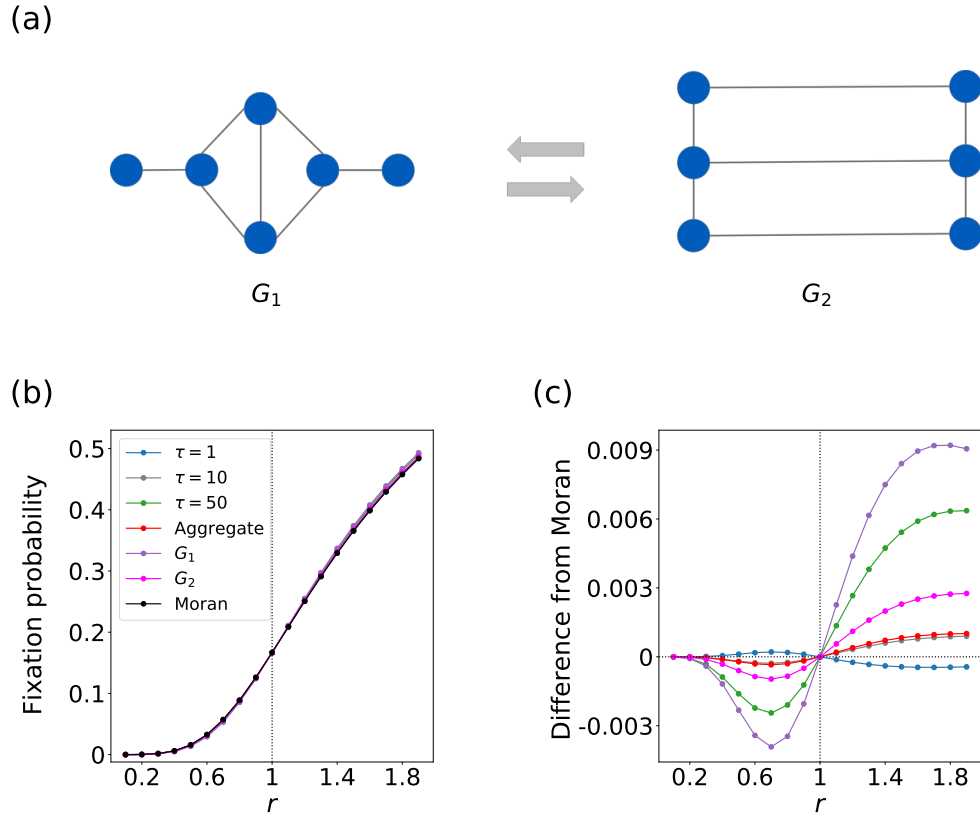 (a)
G1
G2
(b)
(c)
Fixation probability
0.5
0.4
0.3
0.2
0.1
0
τ = 1
τ = 10
τ = 50
Aggregate
G1
G2
Moran
0.2
0.6
1
1.4
1.8
r
Difference from Moran
0.009
0.006
0.003
0
-0.003
0.2
0.6
1
1.4
1.8
r